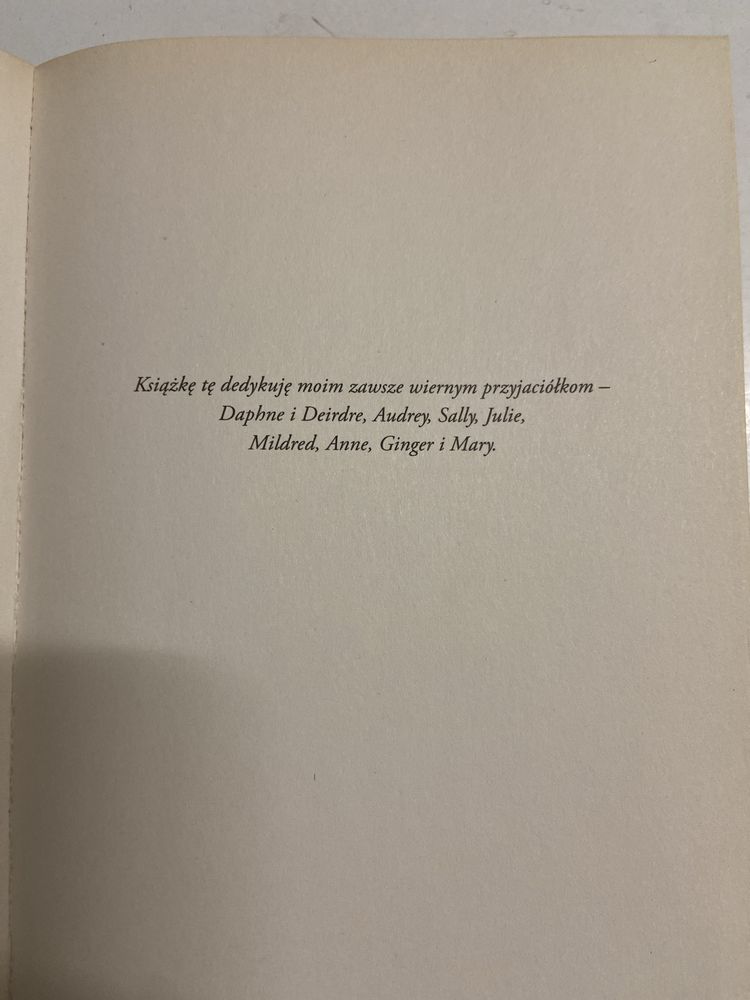 Książkę tę dedykuję moim zawsze wiernym przyjaciółkom –
Daphne i Deirdre, Audrey, Sally, Julie,
Mildred, Anne, Ginger i Mary.